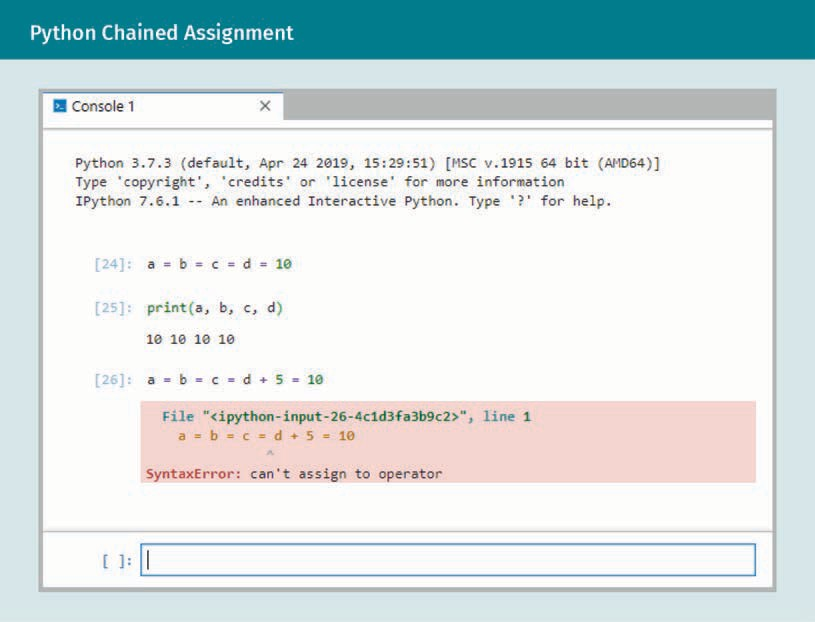 Python Chained Assignment
Console 1
Python 3.7.3 (default, Apr 24 2019, 15:29:51) [MSC v.1915 64 bit (AMD64)]
Type 'copyright', 'credits' or 'license' for more information
IPython 7.6.1 -- An enhanced Interactive Python. Type '?' for help.
[24]: a = b = c = d = 10
[25]: print(a, b, c, d)
10 10 10 10
[26]: a = b = c = d + 5 = 10
File "<ipython-input-26-4c1d3fa3b9c2>", line 1
a = b = c = d + 5 = 10
^
SyntaxError: can't assign to operator
[ ]: